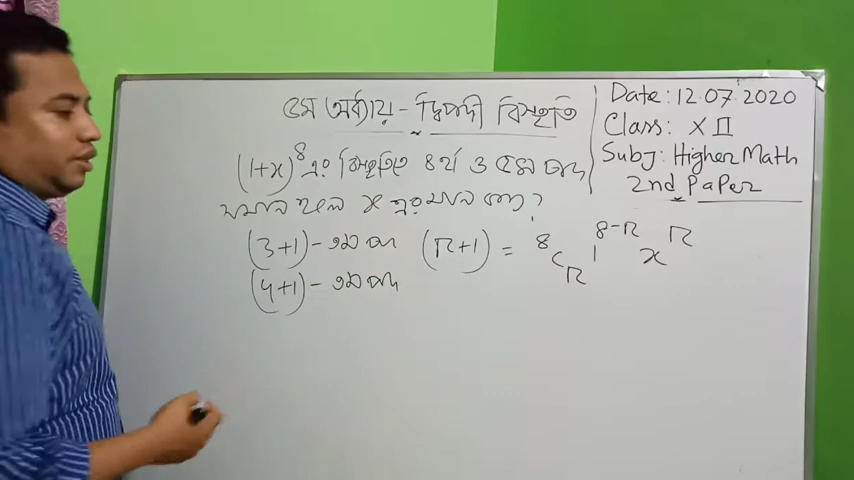 ৫ম অধ্যায় - দ্বিপদী বিস্তৃতি
Date: 12.07.2020
Class: XII
Subj: Higher Math
2nd Paper
(1+x)^8 এর বিস্তৃতিতে ৪র্থ ও ৫ম পদ
সমান হলে x এর মান কত?
(3+1) - তম পদ (r+1) = 8Cr 1^8-r x^r
(4+1) - তম পদ